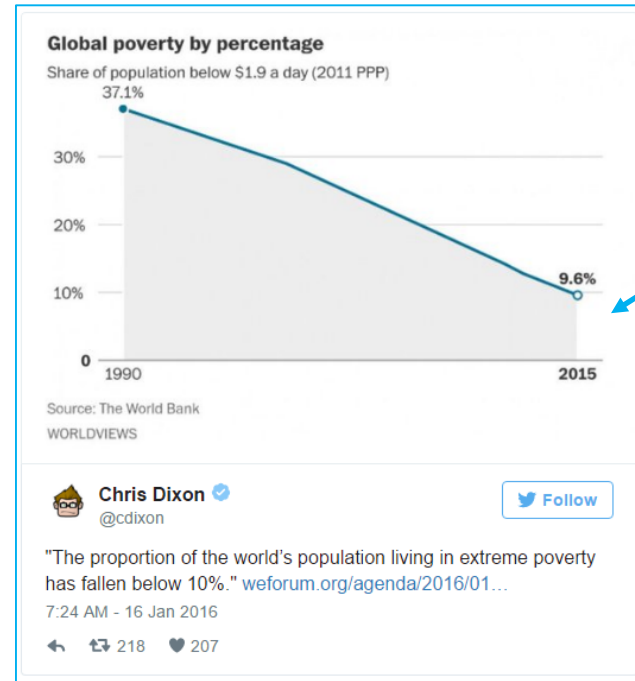 Global poverty by percentage
Share of population below $1.9 a day (2011 PPP)
37.1%
30%
20%
9.6%
10%
0
1990 2015
Source: The World Bank
WORLDVIEWS
Chris Dixon
@cdixon
Follow
"The proportion of the world's population living in extreme poverty
has fallen below 10%." weforum.org/agenda/2016/01…
7:24 AM - 16 Jan 2016
218 207